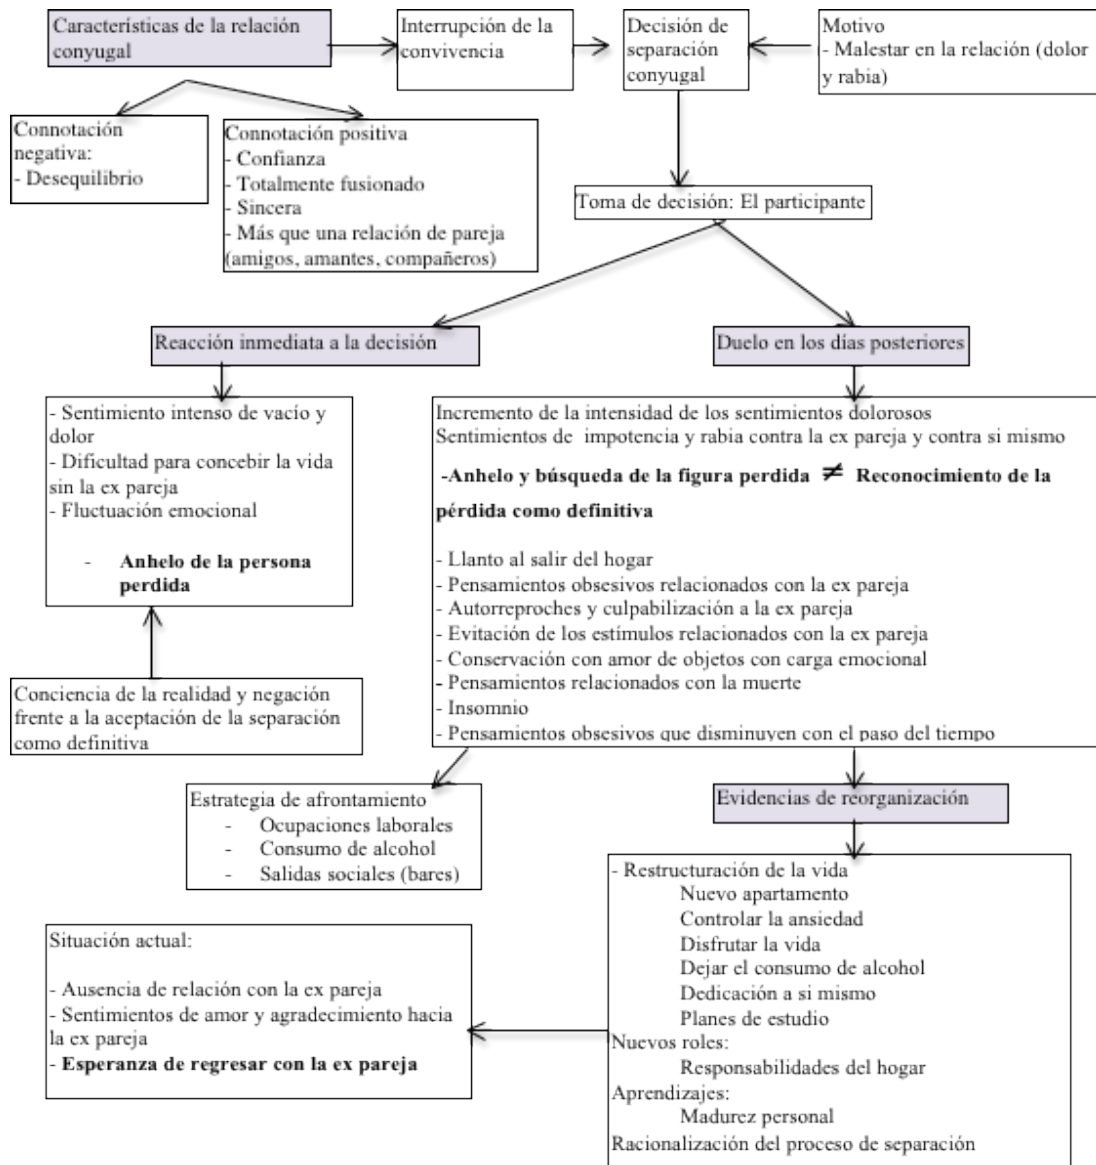 Características de la relación
conyugal
Interrupción de la
convivencia
Decisión de
separación
conyugal
Motivo
- Malestar en la relación (dolor
y rabia)
Connotación
negativa:
- Desequilibrio
Connotación positiva
- Confianza
- Totalmente fusionado
- Sincera
- Más que una relación de pareja
(amigos, amantes, compañeros)
Toma de decisión: El participante
Reacción inmediata a la decisión
Duelo en los días posteriores
- Sentimiento intenso de vacío y
dolor
- Dificultad para concebir la vida
sin la ex pareja
- Fluctuación emocional
- Anhelo de la persona
perdida
Conciencia de la realidad y negación
frente a la aceptación de la separación
como definitiva
Incremento de la intensidad de los sentimientos dolorosos
Sentimientos de impotencia y rabia contra la ex pareja y contra si mismo
-Anhelo y búsqueda de la figura perdida ≠ Reconocimiento de la
pérdida como definitiva
- Llanto al salir del hogar
- Pensamientos obsesivos relacionados con la ex pareja
- Autorreproches y culpabilización a la ex pareja
- Evitación de los estímulos relacionados con la ex pareja
- Conservación con amor de objetos con carga emocional
- Pensamientos relacionados con la muerte
- Insomnio
- Pensamientos obsesivos que disminuyen con el paso del tiempo
Estrategia de afrontamiento
- Ocupaciones laborales
- Consumo de alcohol
- Salidas sociales (bares)
Evidencias de reorganización
- Restructuración de la vida
Nuevo apartamento
Controlar la ansiedad
Disfrutar la vida
Dejar el consumo de alcohol
Dedicación a si mismo
Planes de estudio
Nuevos roles:
Responsabilidades del hogar
Aprendizajes:
Madurez personal
Racionalización del proceso de separación
Situación actual:
- Ausencia de relación con la ex pareja
- Sentimientos de amor y agradecimiento hacia
la ex pareja
- Esperanza de regresar con la ex pareja